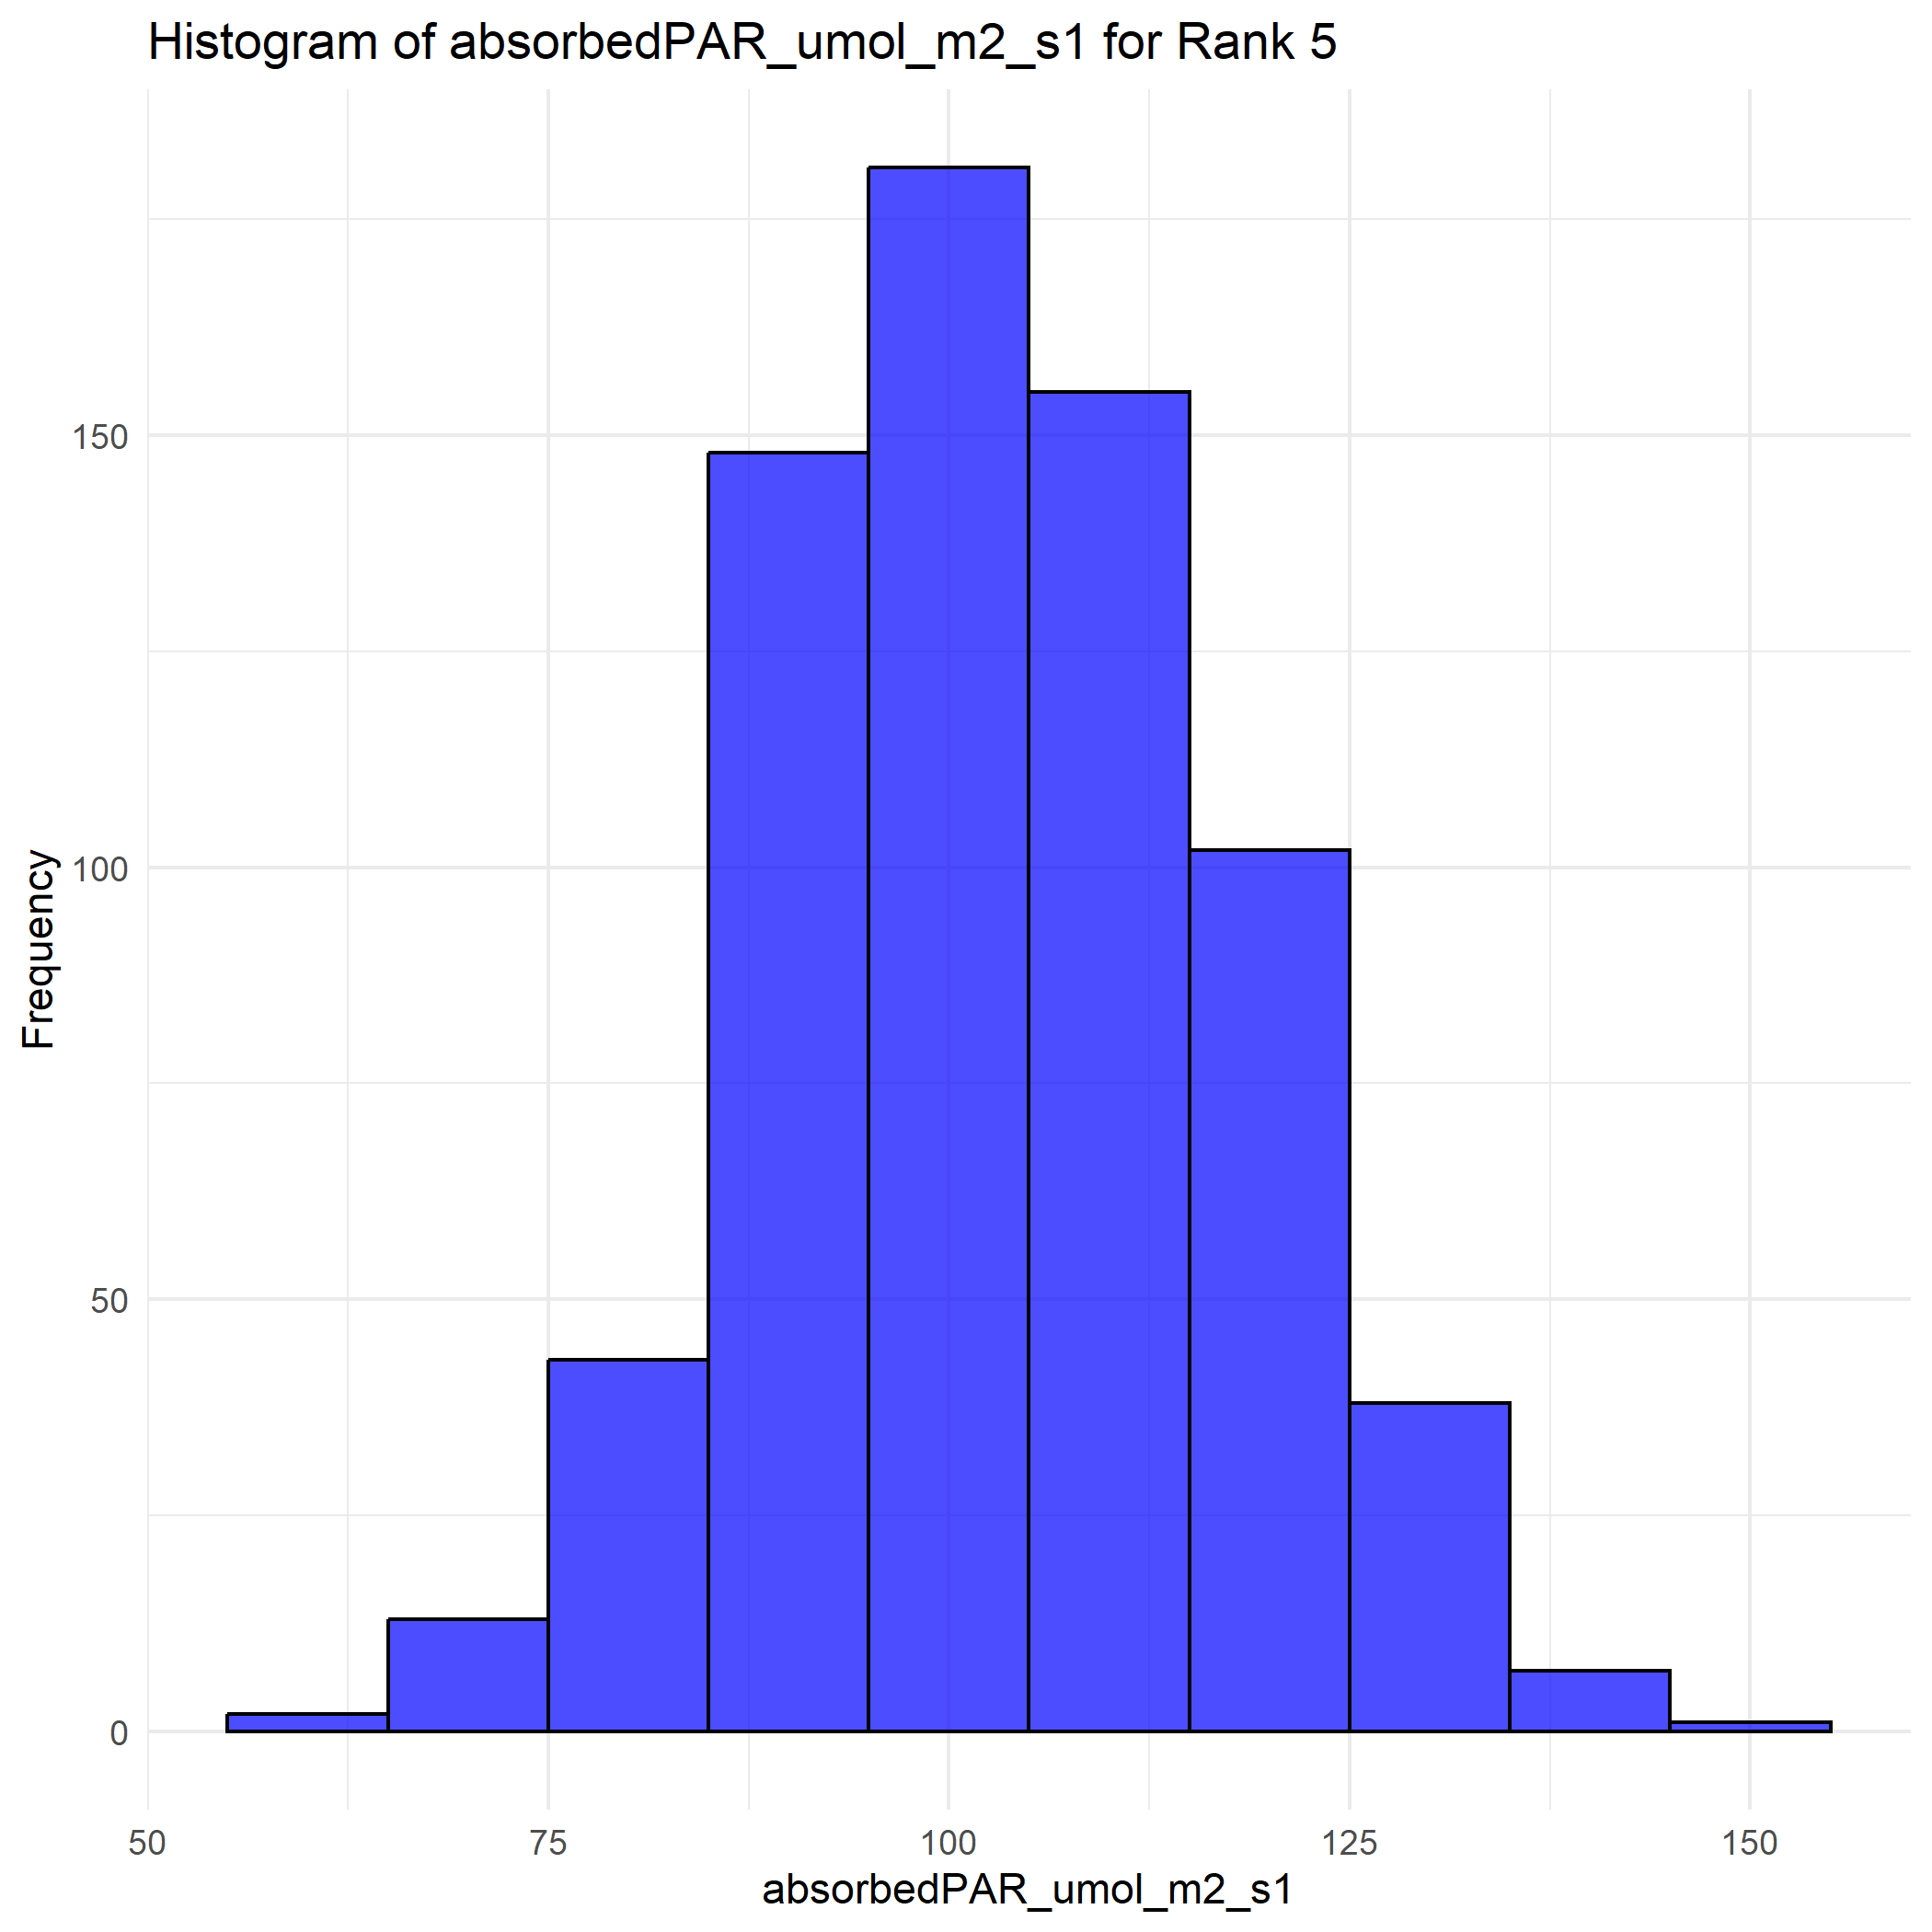 Histogram of absorbedPAR_umol_m2_s1 for Rank 5
Frequency
150
100
50
0
50 75 100 125 150
absorbedPAR_umol_m2_s1